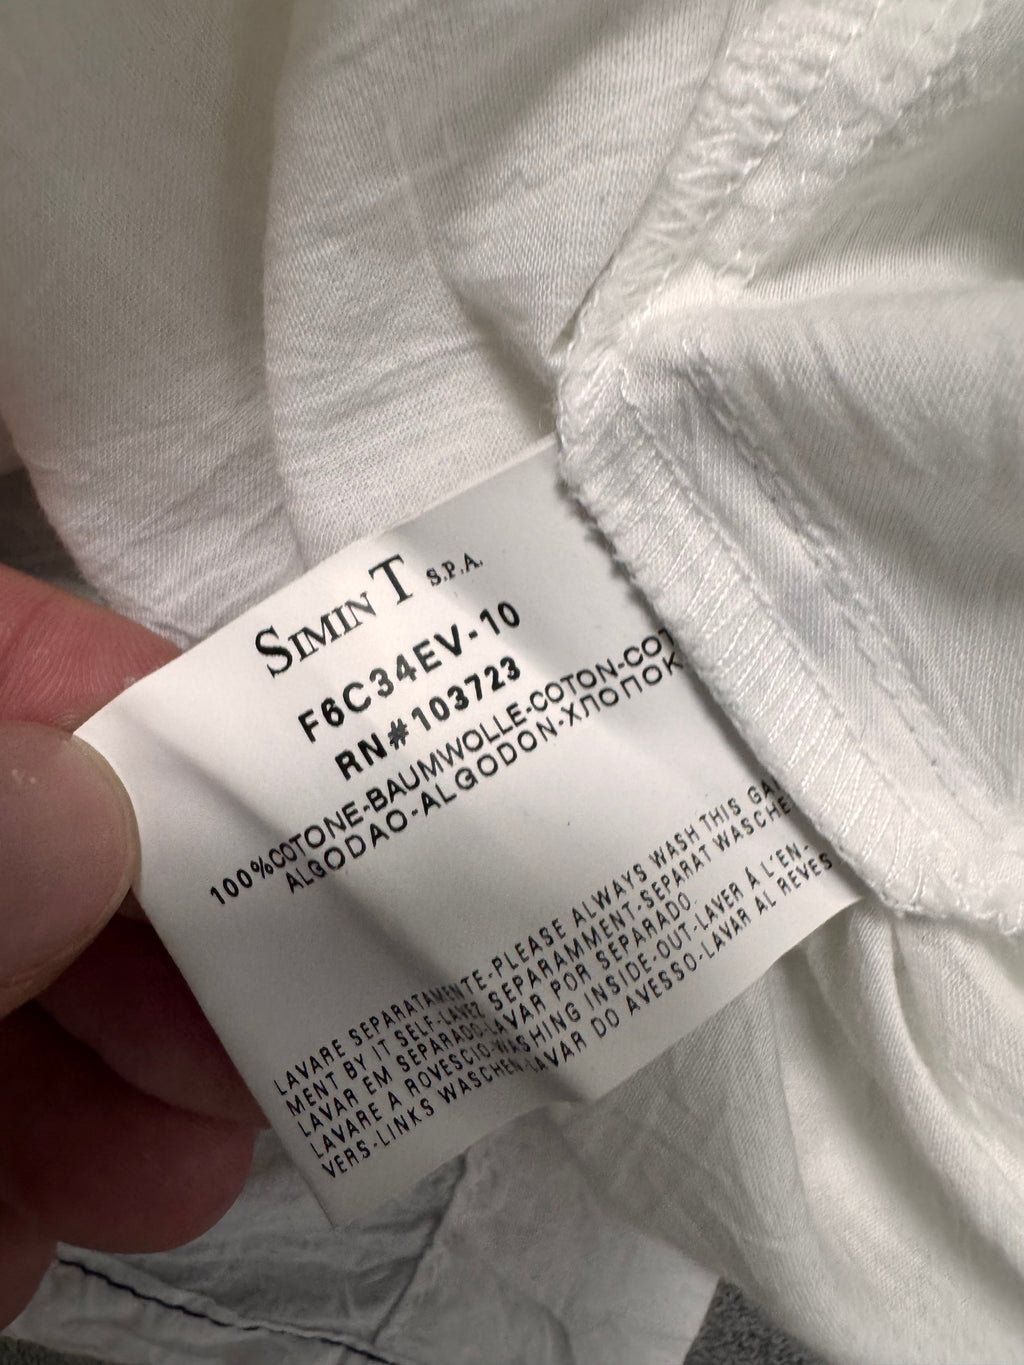 SIMIN T S.P.A.
F6C34EV-10
RN#103723
100%COTONE-BAUMWOLLE-COTON-COT
ALGODAO-ALGODON-ХЛОПОК
LAVARE SEPARATAMENTE-PLEASE ALWAYS WASH THIS GA
MENT BY IT SELF-LAVEZ SEPARAMMENT-SEPARAT WASCHE
LAVAR EM SEPARADO-LAVAR POR SEPARADO
LAVARE A ROVESCIO-WASHING INSIDE-OUT-LAVER À L'EN-
VERS-LINKS WASCHEN-LAVAR DO AVESSO-LAVAR AL REVES